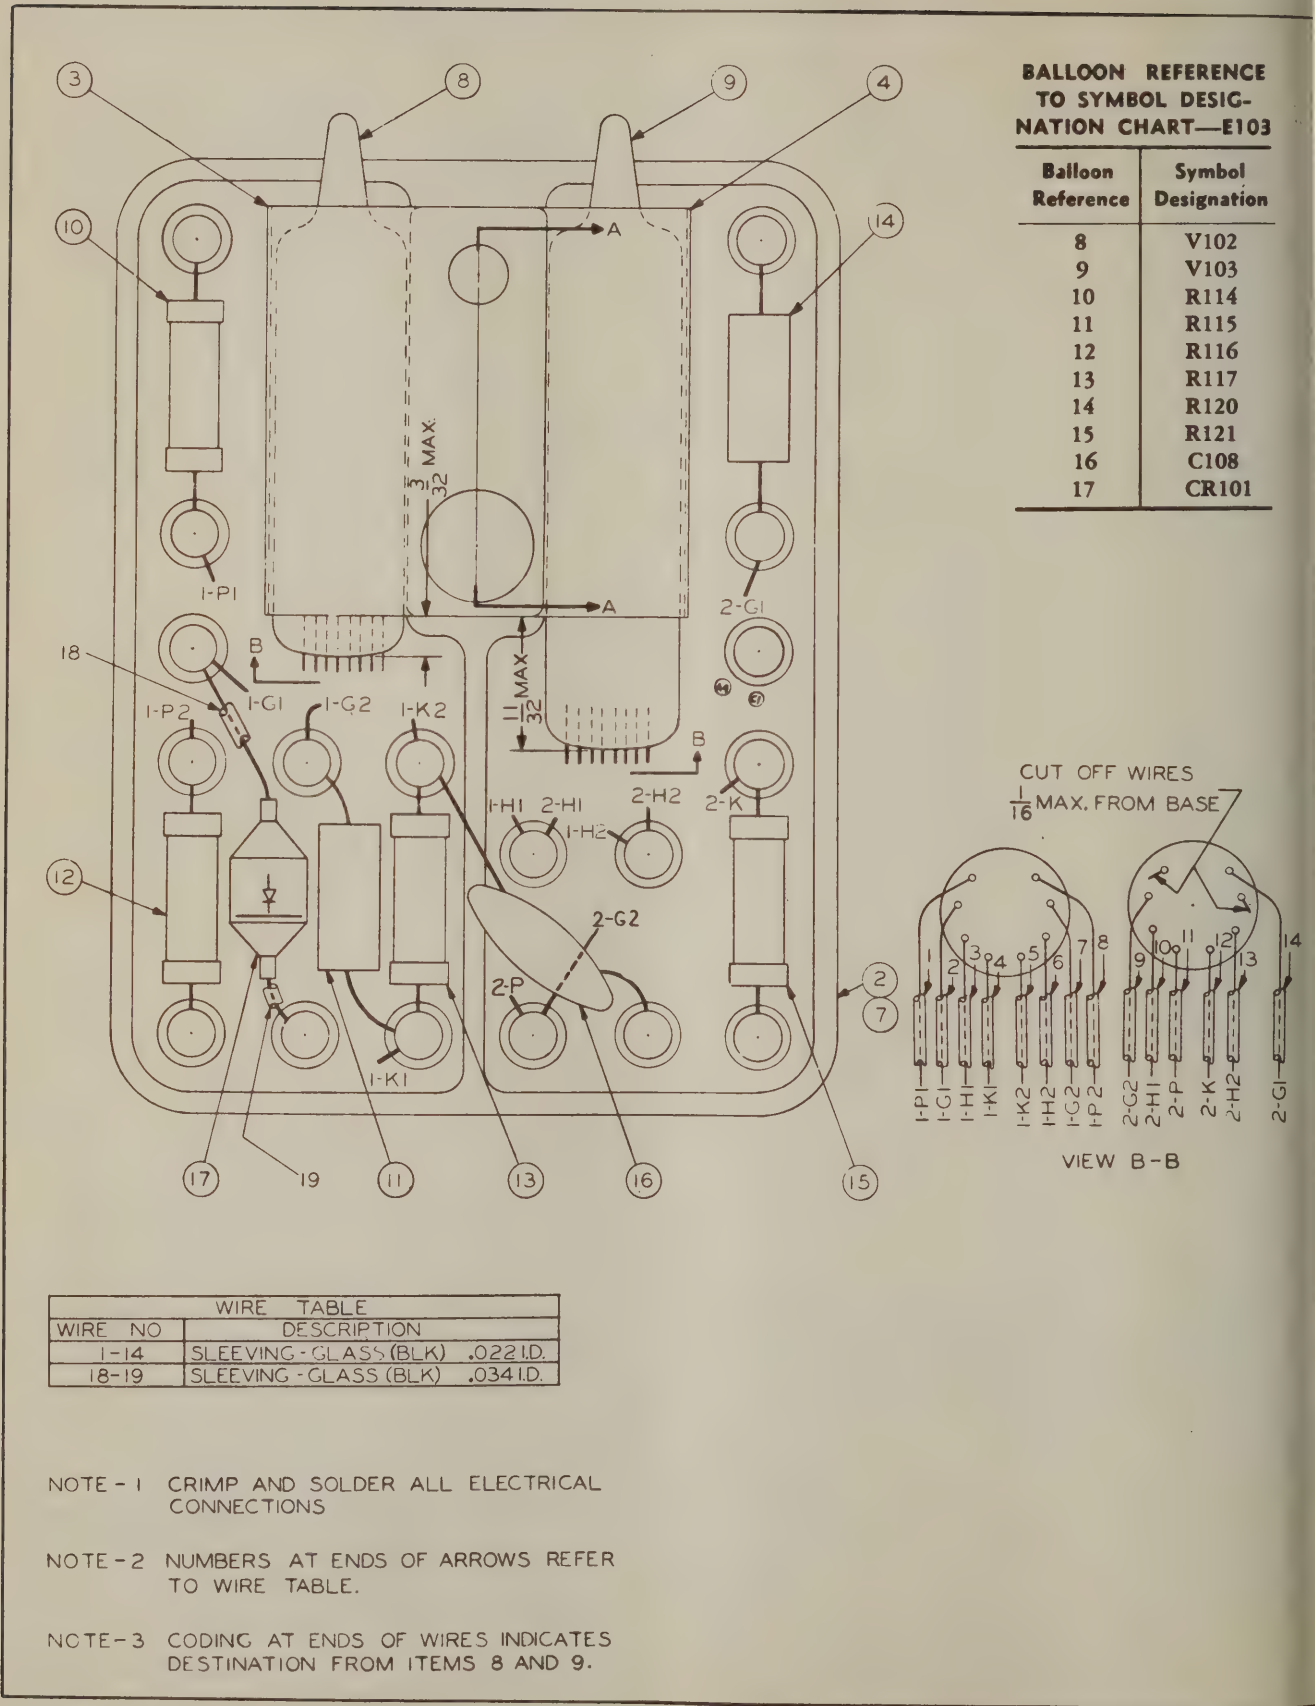 BALLOON REFERENCE
TO SYMBOL DESIG-
NATION CHART—E103
Balloon Reference Symbol Designation
8 V102
9 V103
10 R114
11 R115
12 R116
13 R117
14 R120
15 R121
16 C108
17 CR101
3
8
9
4
10
14
A
3/32 MAX.
1-P1
A
2-G1
18
B
1-G1
1-G2
1-K2
1-P2
11/32 MAX
B
1-H1
2-H1
2-H2
2-K
1-H2
12
2-G2
2-P
1-K1
2
7
17
19
11
13
16
15
CUT OFF WIRES
1/16 MAX. FROM BASE
1 2 3 4 5 6 7 8
9 10 11 12 13 14
1-P1 1-G1 1-H1 1-K1 1-K2 1-H2 1-G2 1-P2
2-G2 2-H1 2-P 2-K 2-H2 2-G1
VIEW B-B
WIRE TABLE
WIRE NO DESCRIPTION
1-14 SLEEVING-GLASS (BLK) .022 I.D.
18-19 SLEEVING-GLASS (BLK) .034 I.D.
NOTE-1 CRIMP AND SOLDER ALL ELECTRICAL
CONNECTIONS
NOTE-2 NUMBERS AT ENDS OF ARROWS REFER
TO WIRE TABLE.
NOTE-3 CODING AT ENDS OF WIRES INDICATES
DESTINATION FROM ITEMS 8 AND 9.